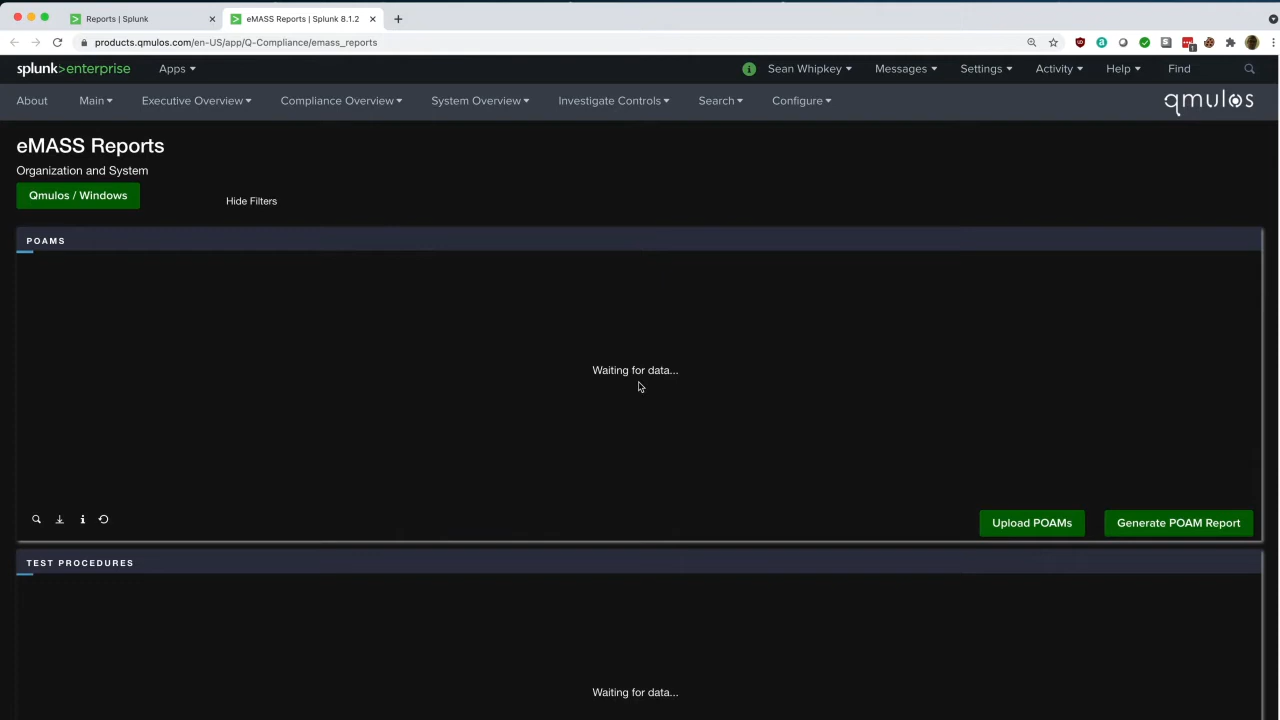 Reports | Splunk
eMASS Reports | Splunk 8.1.2
products.qmulos.com/en-US/app/Q-Compliance/emass_reports
splunk>enterprise Apps Sean Whipkey Messages Settings Activity Help Find
About Main Executive Overview Compliance Overview System Overview Investigate Controls Search Configure qmulos
eMASS Reports
Organization and System
Qmulos / Windows
Hide Filters
POAMS
Waiting for data...
Upload POAMs Generate POAM Report
TEST PROCEDURES
Waiting for data...